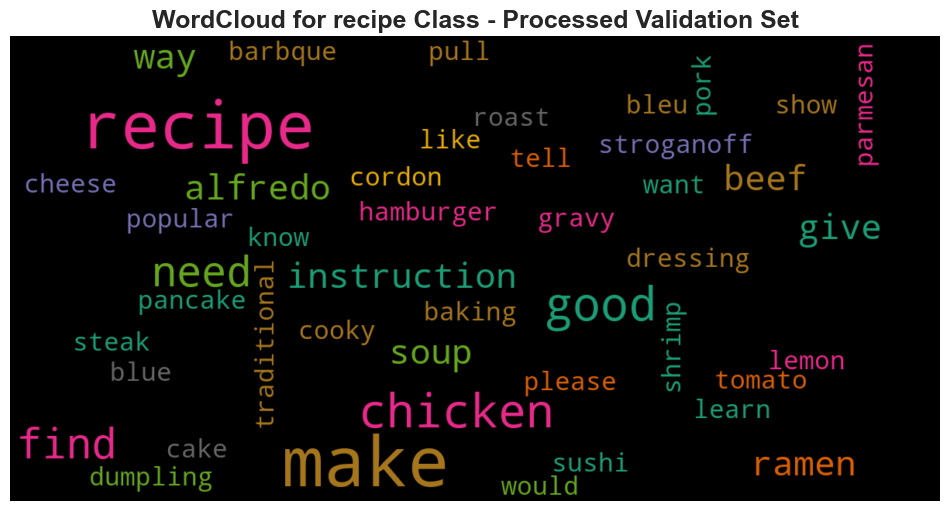 WordCloud for recipe Class - Processed Validation Set
way
barbque
pull
pork
parmesan
recipe
roast
bleu
show
like
tell
stroganoff
cheese
alfredo
cordon
want
beef
popular
hamburger
gravy
give
know
need
instruction
dressing
pancake
traditional
baking
good
shrimp
steak
cooky
soup
lemon
blue
please
tomato
chicken
learn
find
cake
make
sushi
ramen
dumpling
would